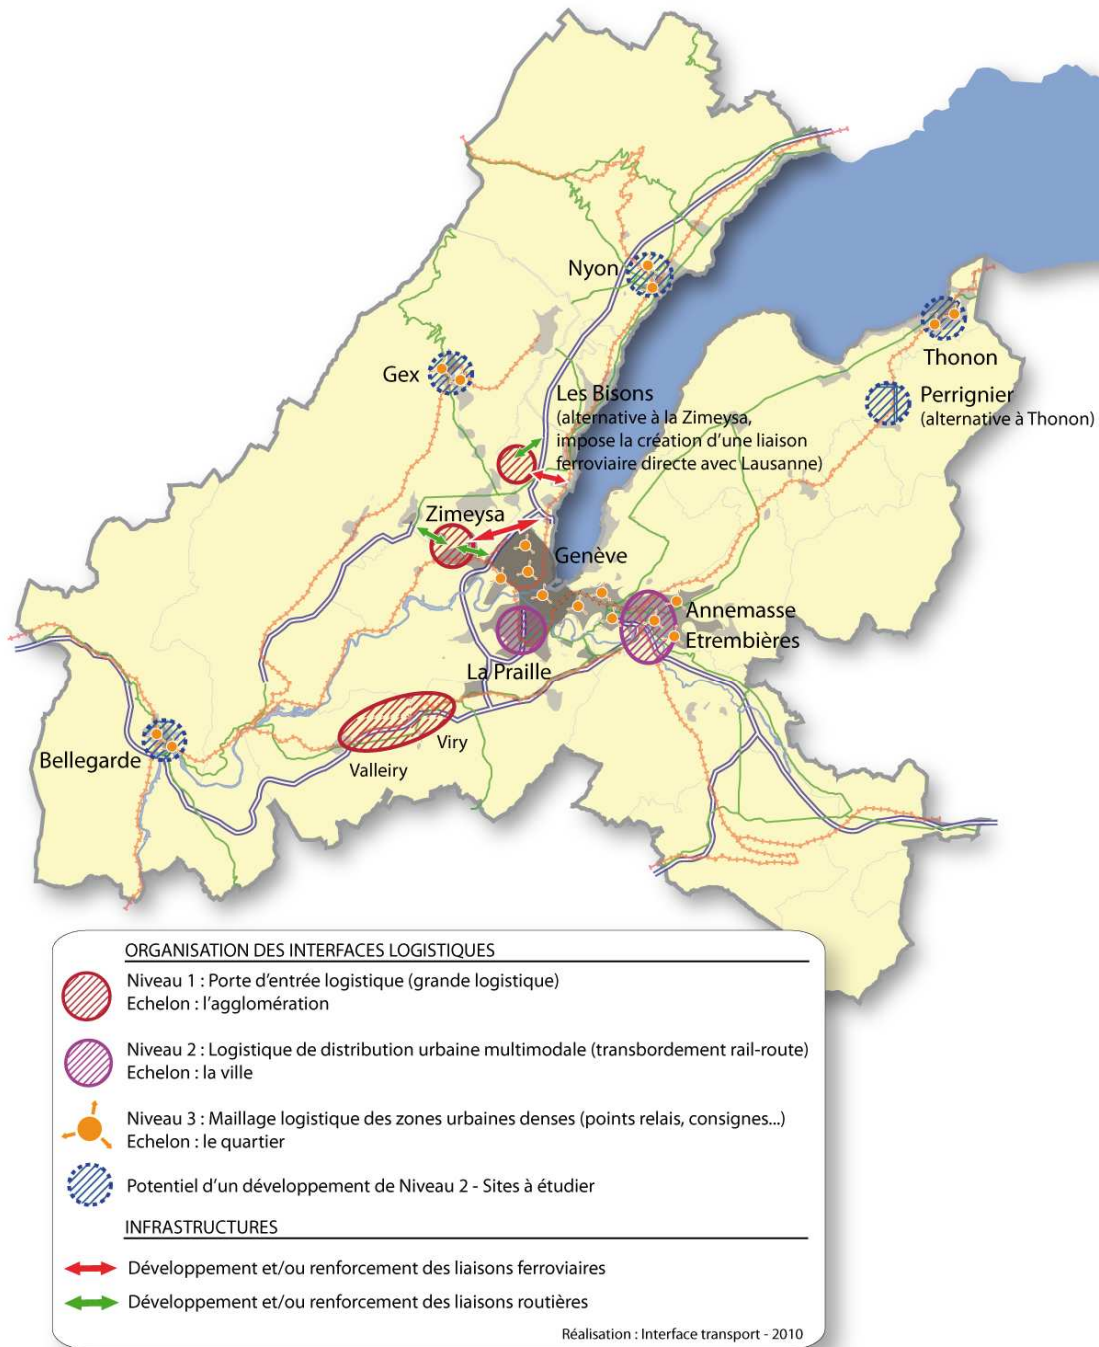 Nyon
Thonon
Gex
Perrignier
(alternative à Thonon)
Les Bisons
(alternative à la Zimeysa,
impose la création d'une liaison
ferroviaire directe avec Lausanne)
Zimeysa
Genève
Annemasse
Etrembières
La Praille
Viry
Bellegarde
Valleiry
ORGANISATION DES INTERFACES LOGISTIQUES
Niveau 1 : Porte d'entrée logistique (grande logistique)
Echelon : l'agglomération
Niveau 2 : Logistique de distribution urbaine multimodale (transbordement rail-route)
Echelon : la ville
Niveau 3 : Maillage logistique des zones urbaines denses (points relais, consignes...)
Echelon : le quartier
Potentiel d'un développement de Niveau 2 - Sites à étudier
INFRASTRUCTURES
Développement et/ou renforcement des liaisons ferroviaires
Développement et/ou renforcement des liaisons routières
Réalisation : Interface transport - 2010